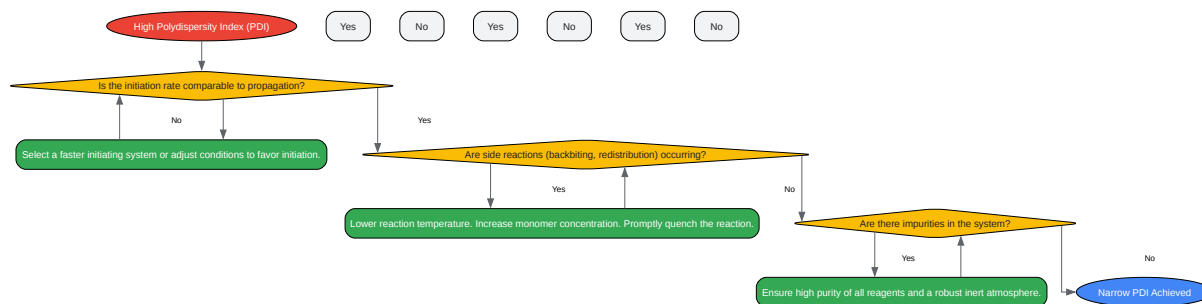 High Polydispersity Index (PDI)
Yes
No
Yes
No
Yes
No
Is the initiation rate comparable to propagation?
No
Yes
Select a faster initiating system or adjust conditions to favor initiation.
Are side reactions (backbiting, redistribution) occurring?
Yes
No
Lower reaction temperature. Increase monomer concentration. Promptly quench the reaction.
Are there impurities in the system?
Yes
No
Ensure high purity of all reagents and a robust inert atmosphere.
Narrow PDI Achieved